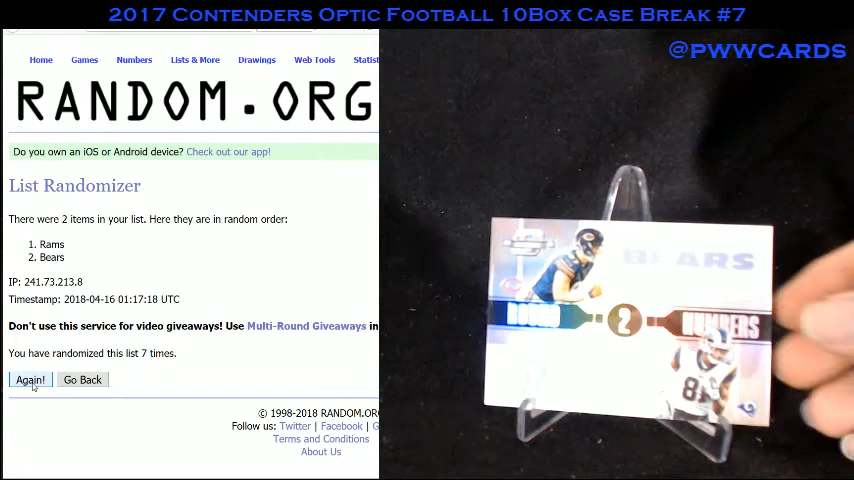 2017 Contenders Optic Football 10Box Case Break #7
@pwwcards
Home Games Numbers Lists & More Drawings Web Tools Statist
RANDOM.ORG
Do you own an iOS or Android device? Check out our app!
List Randomizer
There were 2 items in your list. Here they are in random order:
1. Rams
2. Bears
IP: 241.73.213.8
Timestamp: 2018-04-16 01:17:18 UTC
Don't use this service for video giveaways! Use Multi-Round Giveaways in
You have randomized this list 7 times.
Again! Go Back
© 1998-2018 RANDOM.ORG
Follow us: Twitter | Facebook | G
Terms and Conditions
About Us
BEARS
2
NUMBERS